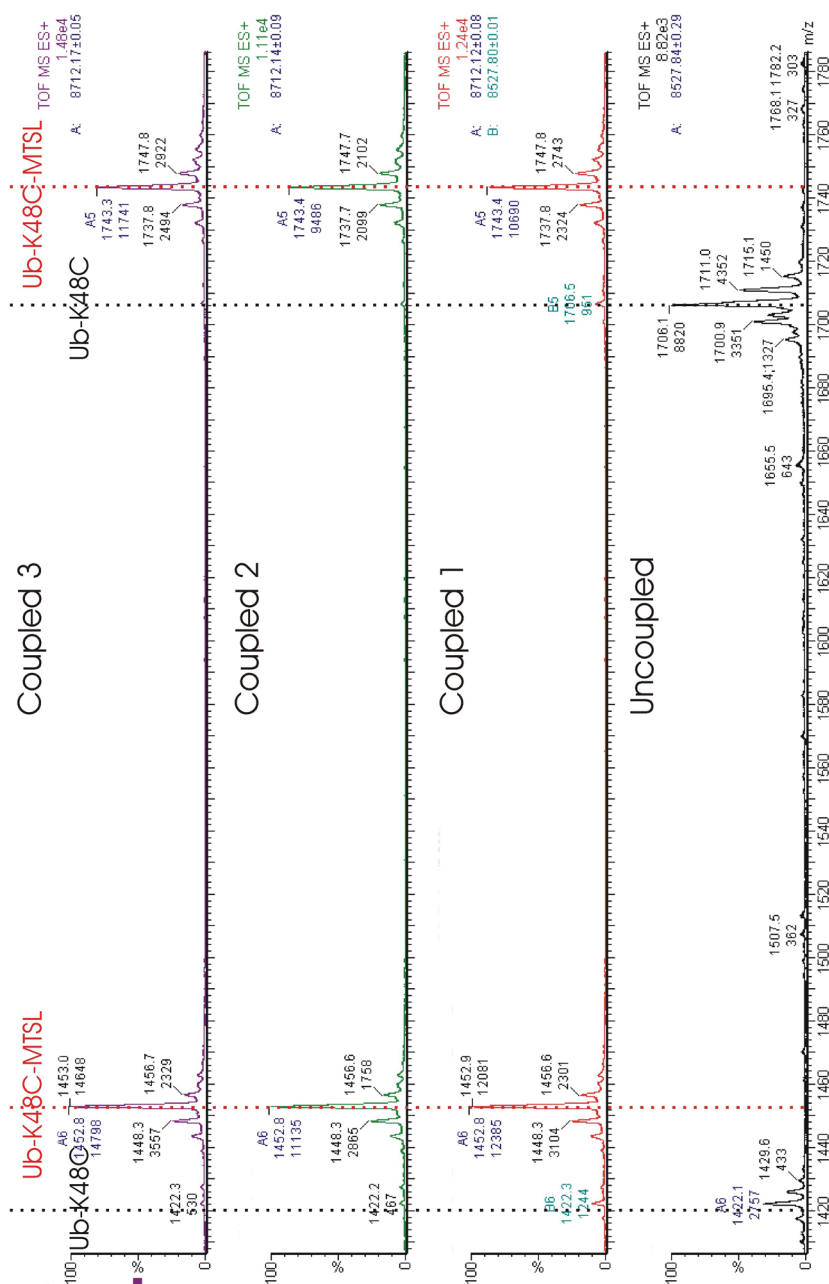 Ub-K48C-MTSL
Ub-K48C
Ub-K48C-MTSL
Ub-K48C
Coupled 3
TOF MS ES+
1.48e4
A: 8712.17±0.05
100
%
0
1422.3
530
A6
1452.8
14798
1453.0
14648
1448.3
3557
1456.7
2329
A5
1743.3
11741
1737.8
2494
1747.8
2922
Coupled 2
TOF MS ES+
1.11e4
A: 8712.14±0.09
100
%
0
1422.2
467
A6
1452.8
11135
1448.3
2865
1456.6
1758
A5
1743.4
9486
1737.7
2099
1747.7
2102
Coupled 1
TOF MS ES+
1.24e4
A: 8712.12±0.08
B: 8527.80±0.01
100
%
0
B6
1422.3
1244
A6
1452.8
12385
1452.9
12081
1448.3
3104
1456.6
2301
B5
1706.5
961
A5
1743.4
10690
1737.8
2324
1747.8
2743
Uncoupled
TOF MS ES+
8.82e3
A: 8527.84±0.29
100
%
0
A6
1422.1
2757
1429.6
433
1507.5
362
1655.5
643
1695.4;1327
1700.9
3351
1706.1
8820
1711.0
4352
1715.1
1450
1768.1
327
1782.2
303
1420 1440 1460 1480 1500 1520 1540 1560 1580 1600 1620 1640 1660 1680 1700 1720 1740 1760 1780
m/z